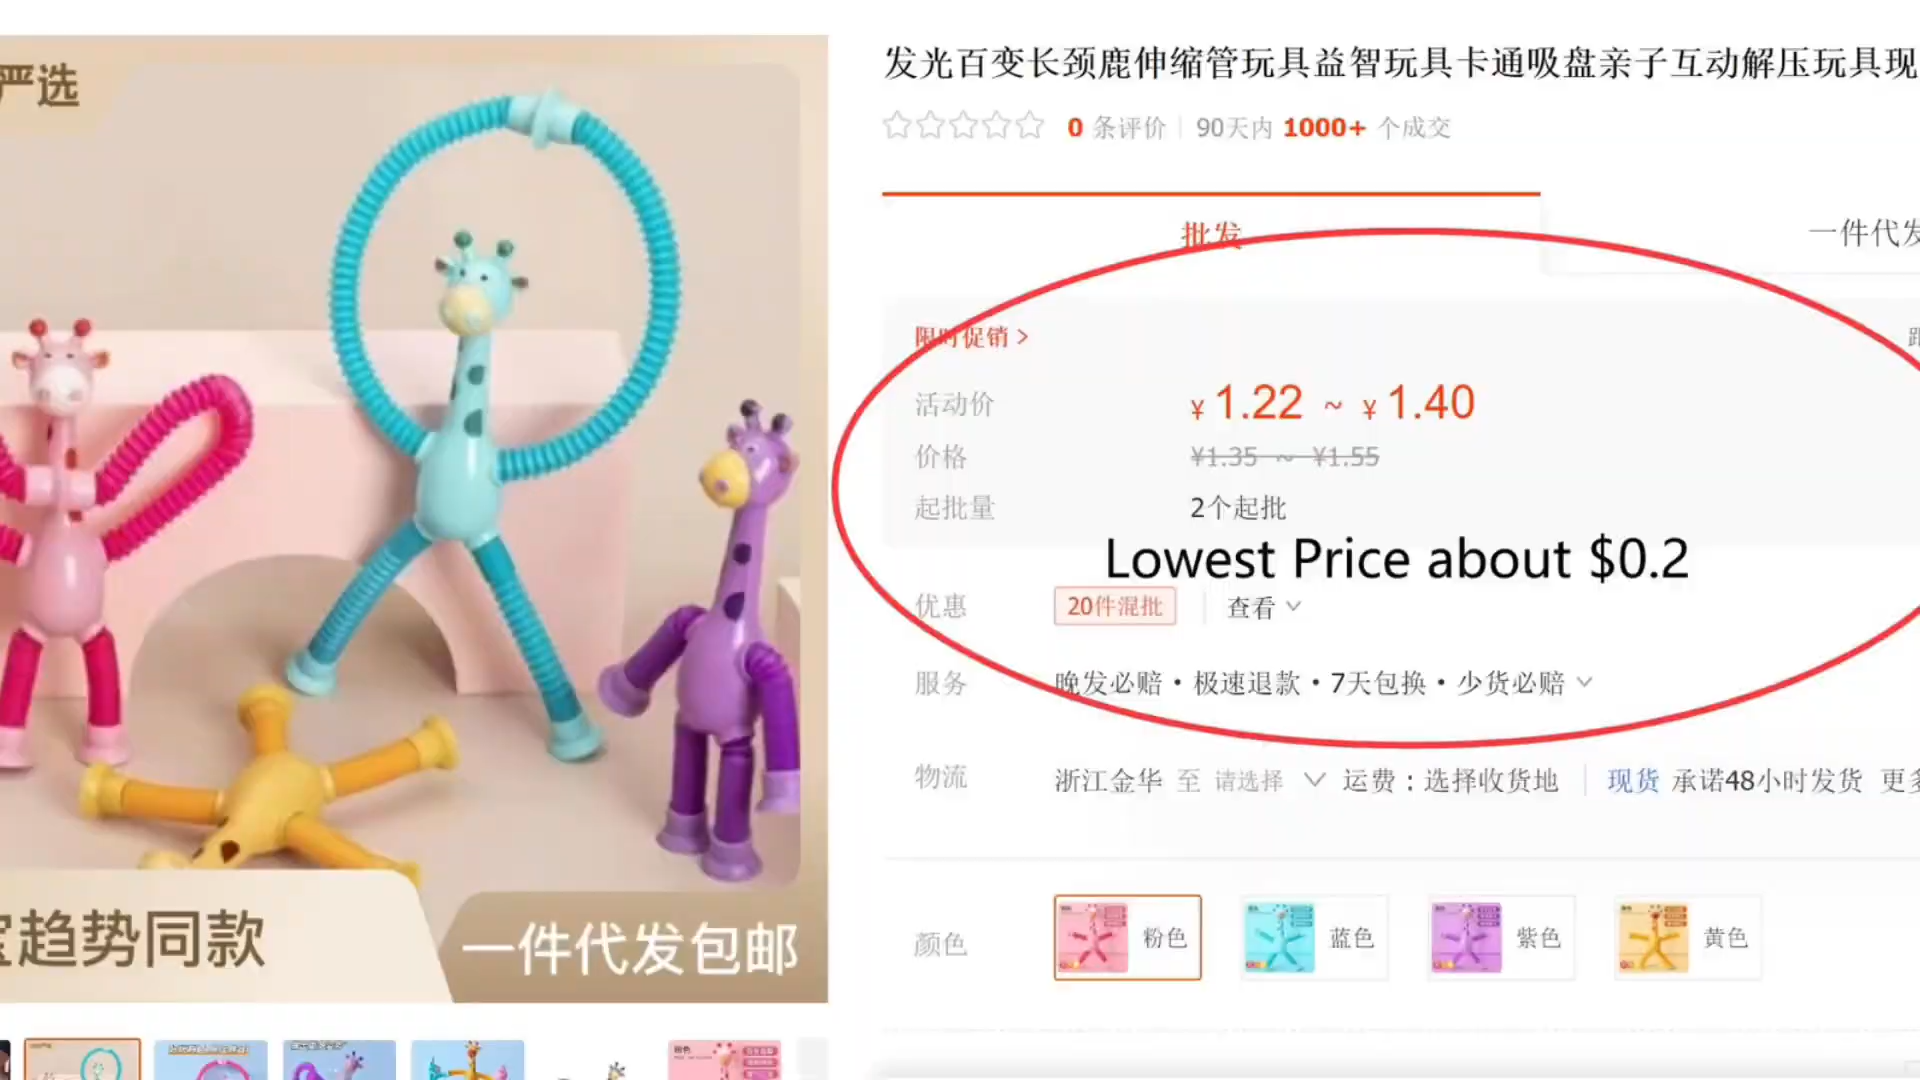 严选
趋势同款
一件代发包邮
发光百变长颈鹿伸缩管玩具益智玩具卡通吸盘亲子互动解压玩具现
0 条评价 90天内 1000+ 个成交
批发
一件代发
限时促销 >
活动价 ¥ 1.22 ~ ¥ 1.40
价格 ¥1.35 ~ ¥1.55
起批量 2个起批
Lowest Price about $0.2
优惠 20件混批 查看
服务 晚发必赔 · 极速退款 · 7天包换 · 少货必赔
物流 浙江金华 至 请选择 运费：选择收货地 现货 承诺48小时发货 更多
颜色 粉色 蓝色 紫色 黄色